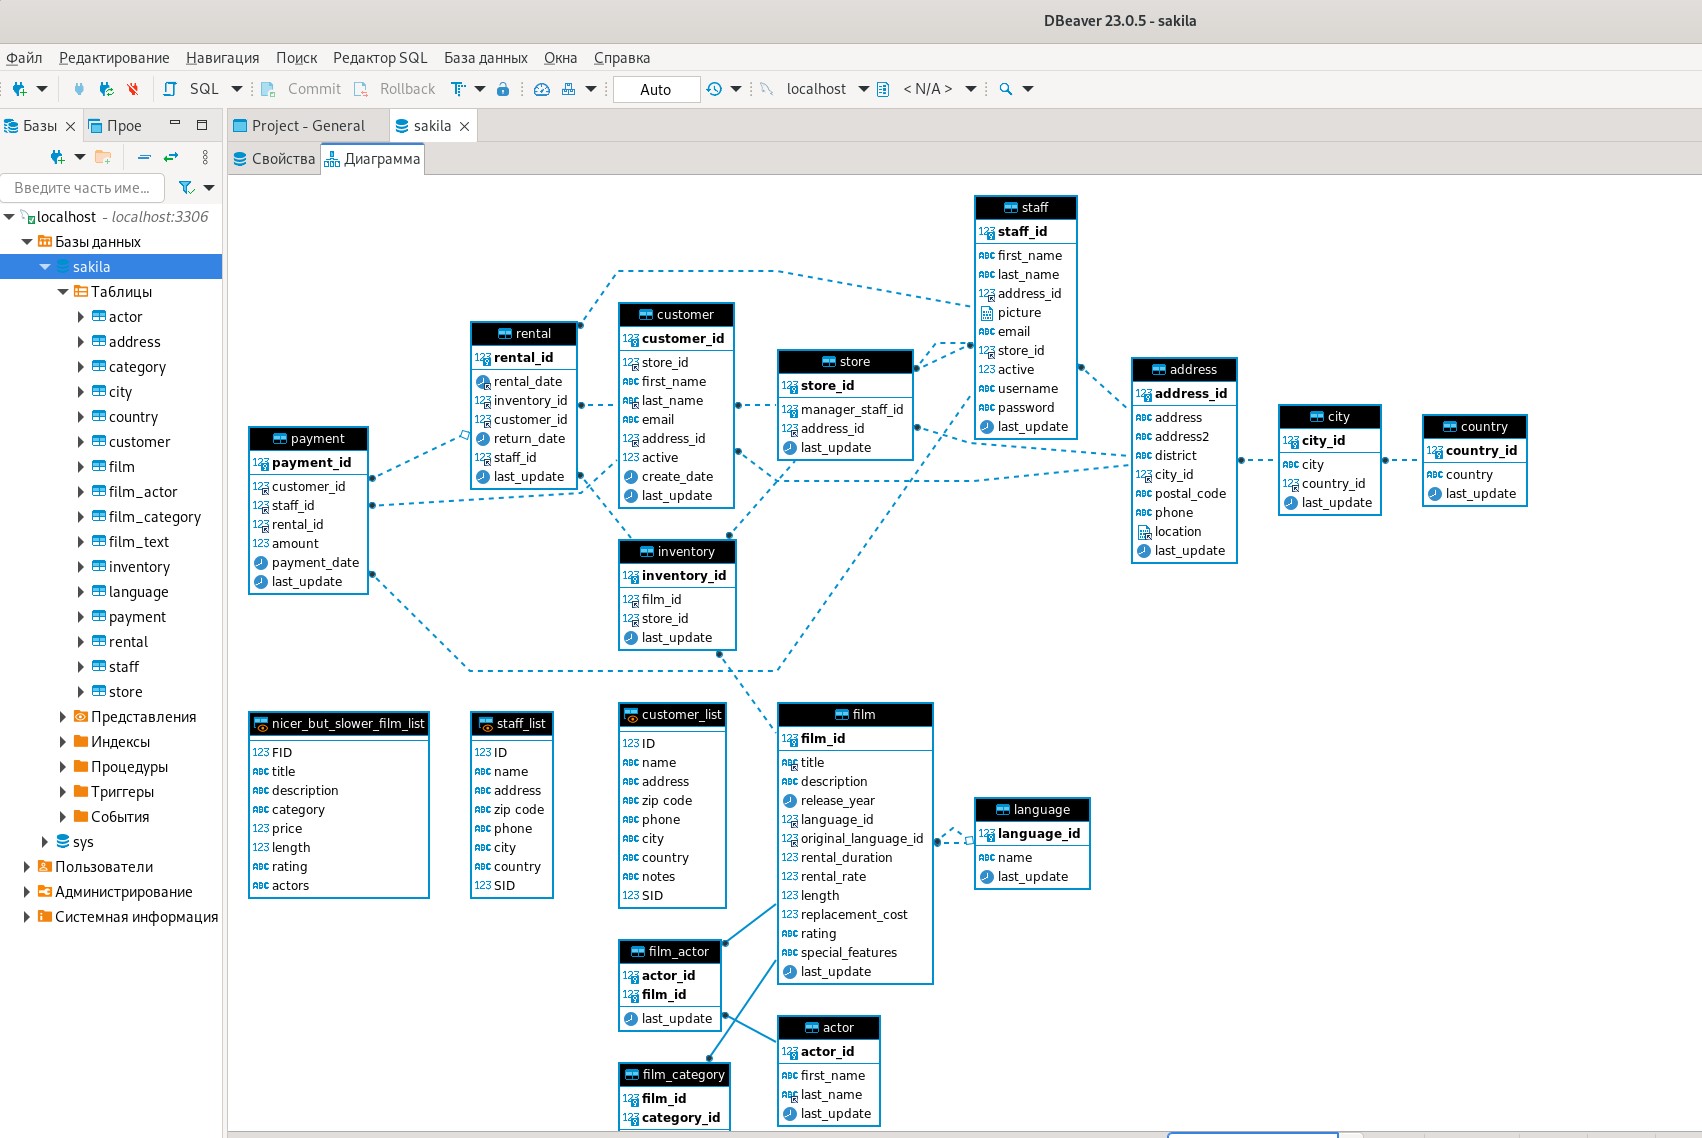 DBeaver 23.0.5 - sakila
Файл Редактирование Навигация Поиск Редактор SQL База данных Окна Справка
SQL Commit Rollback Auto localhost < N/A >
Базы Прое
Project - General sakila
Свойства Диаграмма
Введите часть име...
localhost - localhost:3306
Базы данных
sakila
Таблицы
actor
address
category
city
country
customer
film
film_actor
film_category
film_text
inventory
language
payment
rental
staff
store
Представления
Индексы
Процедуры
Триггеры
События
sys
Пользователи
Администрирование
Системная информация
payment
payment_id
customer_id
staff_id
rental_id
amount
payment_date
last_update
rental
rental_id
rental_date
inventory_id
customer_id
return_date
staff_id
last_update
customer
customer_id
store_id
first_name
last_name
email
address_id
active
create_date
last_update
store
store_id
manager_staff_id
address_id
last_update
staff
staff_id
first_name
last_name
address_id
picture
email
store_id
active
username
password
last_update
address
address_id
address
address2
district
city_id
postal_code
phone
location
last_update
city
city_id
city
country_id
last_update
country
country_id
country
last_update
inventory
inventory_id
film_id
store_id
last_update
nicer_but_slower_film_list
FID
title
description
category
price
length
rating
actors
staff_list
ID
name
address
zip code
phone
city
country
SID
customer_list
ID
name
address
zip code
phone
city
country
notes
SID
film
film_id
title
description
release_year
language_id
original_language_id
rental_duration
rental_rate
length
replacement_cost
rating
special_features
last_update
language
language_id
name
last_update
film_actor
actor_id
film_id
last_update
actor
actor_id
first_name
last_name
last_update
film_category
film_id
category_id